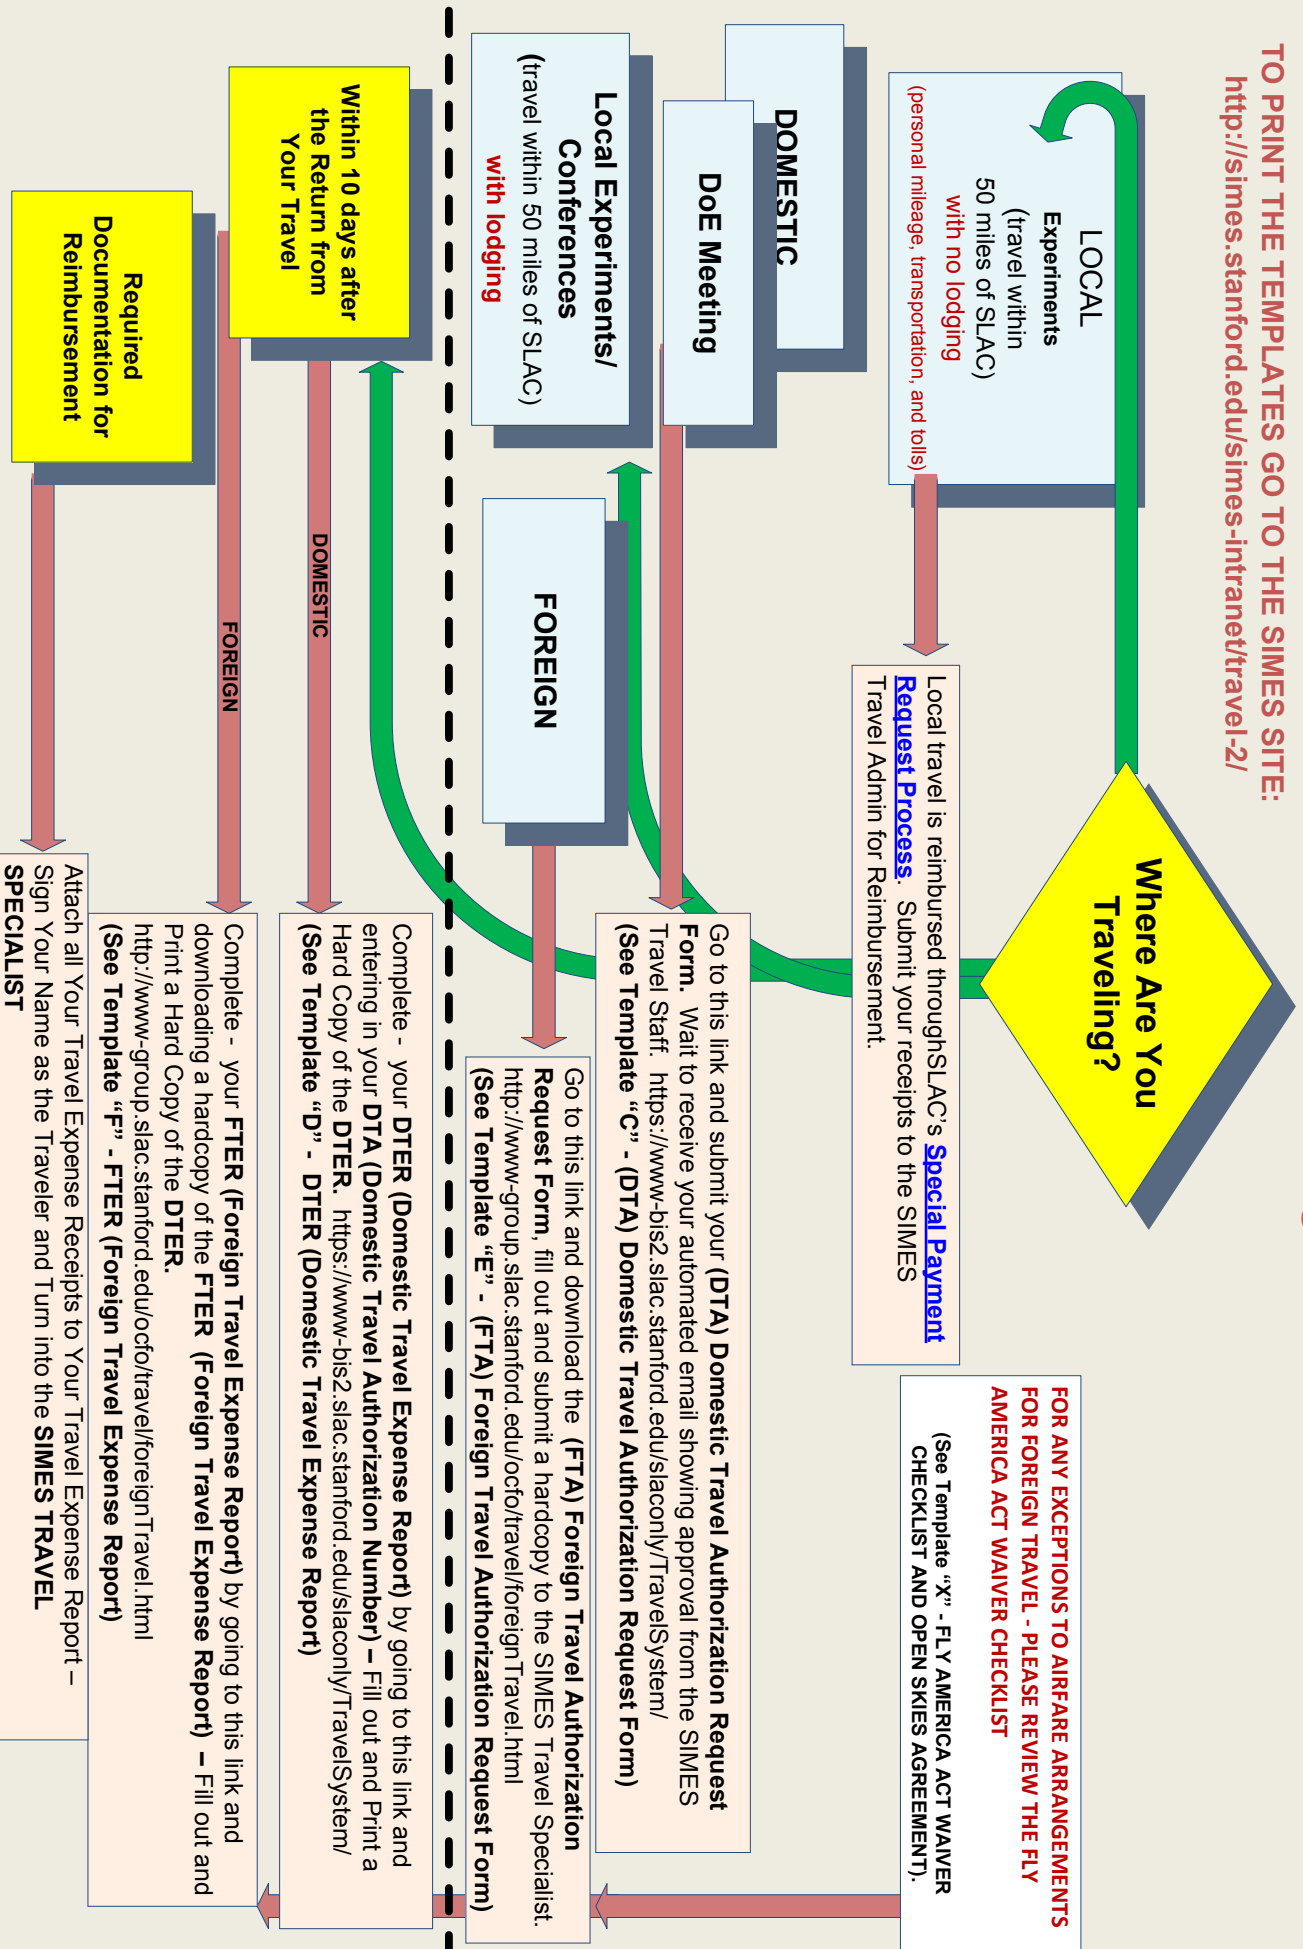 TO PRINT THE TEMPLATES GO TO THE SIMES SITE:
http://simes.stanford.edu/simes-intranet/travel-2/
Where Are You
Traveling?
LOCAL
Experiments
(travel within
50 miles of SLAC)
with no lodging
(personal mileage, transportation, and tolls)
Local travel is reimbursed throughSLAC's Special Payment
Request Process. Submit your receipts to the SIMES
Travel Admin for Reimbursement.
FOR ANY EXCEPTIONS TO AIRFARE ARRANGEMENTS
FOR FOREIGN TRAVEL - PLEASE REVIEW THE FLY
AMERICA ACT WAIVER CHECKLIST
(See Template “X” - FLY AMERICA ACT WAIVER
CHECKLIST AND OPEN SKIES AGREEMENT).
DOMESTIC
DoE Meeting
Local Experiments/
Conferences
(travel within 50 miles of SLAC)
with lodging
Go to this link and submit your (DTA) Domestic Travel Authorization Request
Form. Wait to receive your automated email showing approval from the SIMES
Travel Staff. https://www-bis2.slac.stanford.edu/slaconly/TravelSystem/
(See Template “C” - (DTA) Domestic Travel Authorization Request Form)
FOREIGN
Go to this link and download the (FTA) Foreign Travel Authorization
Request Form, fill out and submit a hardcopy to the SIMES Travel Specialist.
http://www-group.slac.stanford.edu/ocfo/travel/foreignTravel.html
(See Template “E” - (FTA) Foreign Travel Authorization Request Form)
Within 10 days after
the Return from
Your Travel
DOMESTIC
Complete - your DTER (Domestic Travel Expense Report) by going to this link and
entering in your DTA (Domestic Travel Authorization Number) – Fill out and Print a
Hard Copy of the DTER. https://www-bis2.slac.stanford.edu/slaconly/TravelSystem/
(See Template “D” - DTER (Domestic Travel Expense Report)
FOREIGN
Complete - your FTER (Foreign Travel Expense Report) by going to this link and
downloading a hardcopy of the FTER (Foreign Travel Expense Report) – Fill out and
Print a Hard Copy of the DTER.
http://www-group.slac.stanford.edu/ocfo/travel/foreignTravel.html
(See Template “F” - FTER (Foreign Travel Expense Report)
Required
Documentation for
Reimbursement
Attach all Your Travel Expense Receipts to Your Travel Expense Report –
Sign Your Name as the Traveler and Turn into the SIMES TRAVEL
SPECIALIST